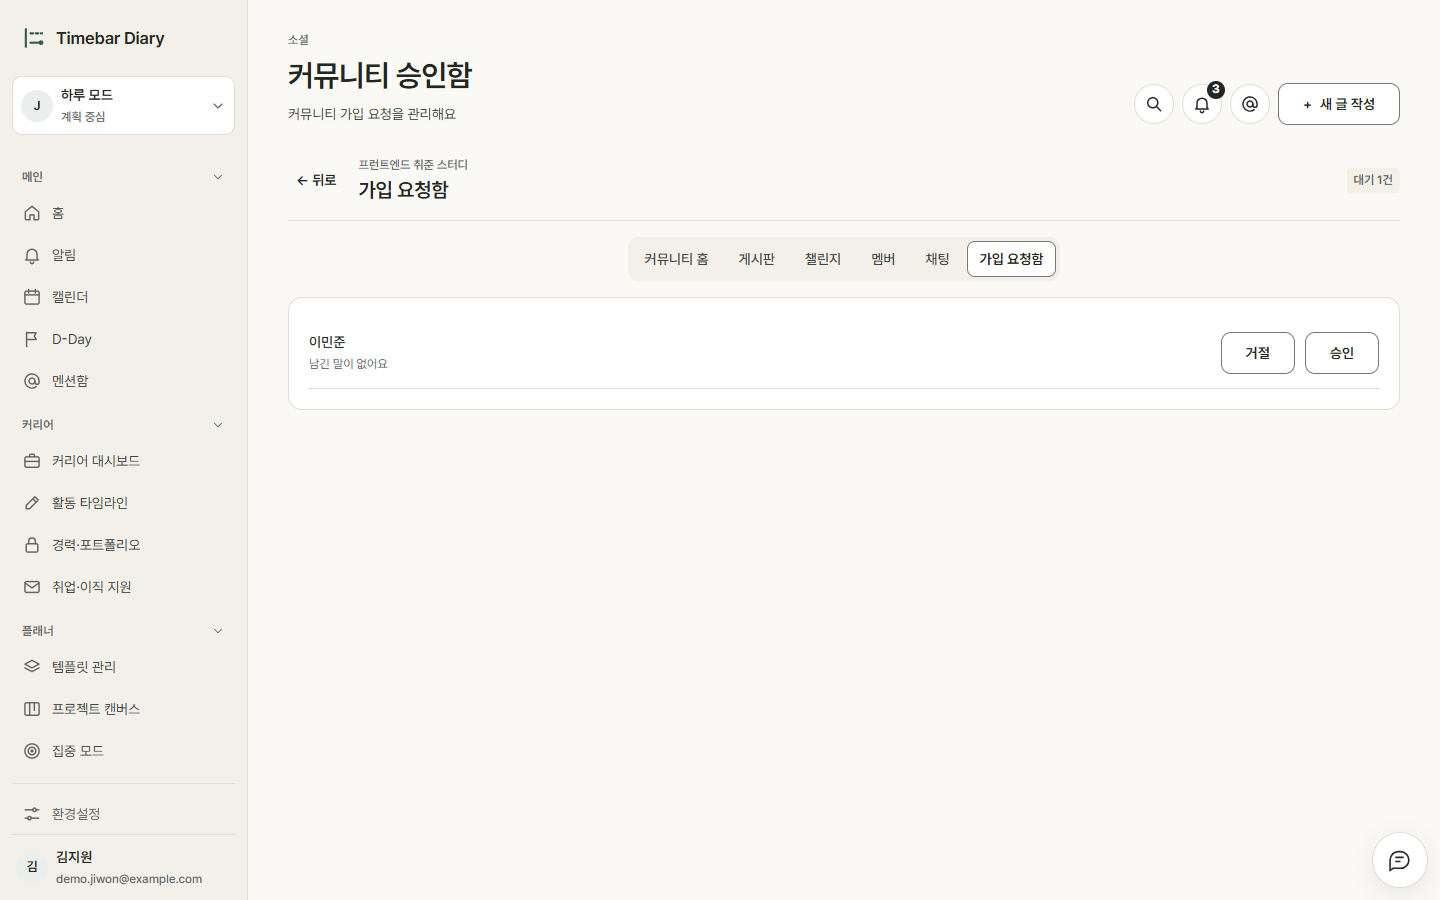 Timebar Diary
J
하루 모드
계획 중심
메인
홈
알림
캘린더
D-Day
멘션함
커리어
커리어 대시보드
활동 타임라인
경력·포트폴리오
취업·이직 지원
플래너
템플릿 관리
프로젝트 캔버스
집중 모드
환경설정
김
김지원
demo.jiwon@example.com
소셜
커뮤니티 승인함
커뮤니티 가입 요청을 관리해요
3
+ 새 글 작성
← 뒤로
프런트엔드 취준 스터디
가입 요청함
대기 1건
커뮤니티 홈 게시판 챌린지 멤버 채팅 가입 요청함
이민준
남긴 말이 없어요
거절 승인